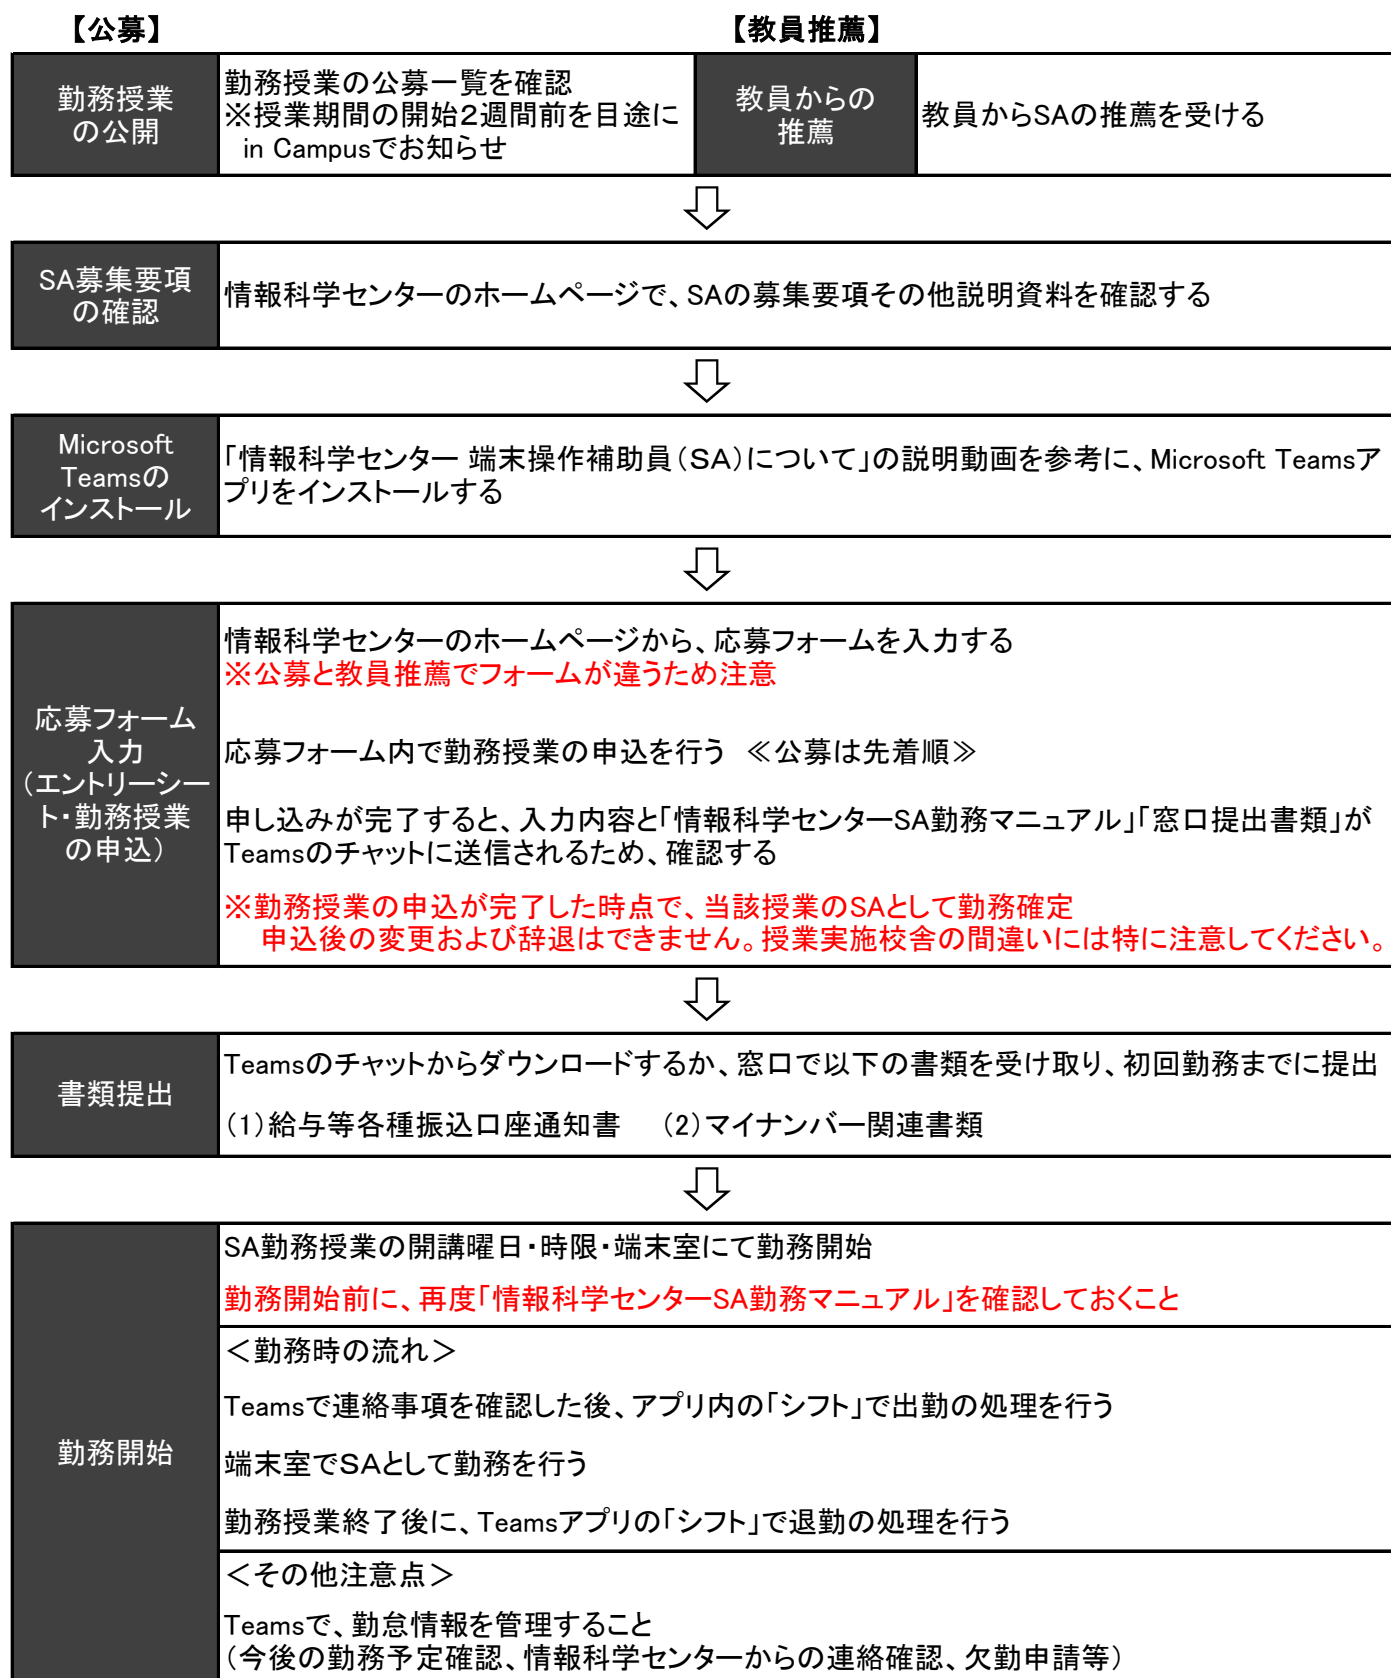 【公募】
【教員推薦】
勤務授業
の公開
勤務授業の公募一覧を確認
※授業期間の開始２週間前を目途に
in Campusでお知らせ
教員からの
推薦
教員からSAの推薦を受ける
SA募集要項
の確認
情報科学センターのホームページで、SAの募集要項その他説明資料を確認する
Microsoft
Teamsの
インストール
「情報科学センター 端末操作補助員（ＳＡ）について」の説明動画を参考に、Microsoft Teamsア
プリをインストールする
応募フォーム
入力
（エントリーシー
ト・勤務授業
の申込）
情報科学センターのホームページから、応募フォームを入力する
※公募と教員推薦でフォームが違うため注意
応募フォーム内で勤務授業の申込を行う ≪公募は先着順≫
申し込みが完了すると、入力内容と「情報科学センターSA勤務マニュアル」「窓口提出書類」が
Teamsのチャットに送信されるため、確認する
※勤務授業の申込が完了した時点で、当該授業のSAとして勤務確定
申込後の変更および辞退はできません。授業実施校舎の間違いには特に注意してください。
書類提出
Teamsのチャットからダウンロードするか、窓口で以下の書類を受け取り、初回勤務までに提出
（1）給与等各種振込口座通知書 （2）マイナンバー関連書類
勤務開始
SA勤務授業の開講曜日・時限・端末室にて勤務開始
勤務開始前に、再度「情報科学センターSA勤務マニュアル」を確認しておくこと
＜勤務時の流れ＞
Teamsで連絡事項を確認した後、アプリ内の「シフト」で出勤の処理を行う
端末室でＳＡとして勤務を行う
勤務授業終了後に、Teamsアプリの「シフト」で退勤の処理を行う
＜その他注意点＞
Teamsで、勤怠情報を管理すること
（今後の勤務予定確認、情報科学センターからの連絡確認、欠勤申請等）